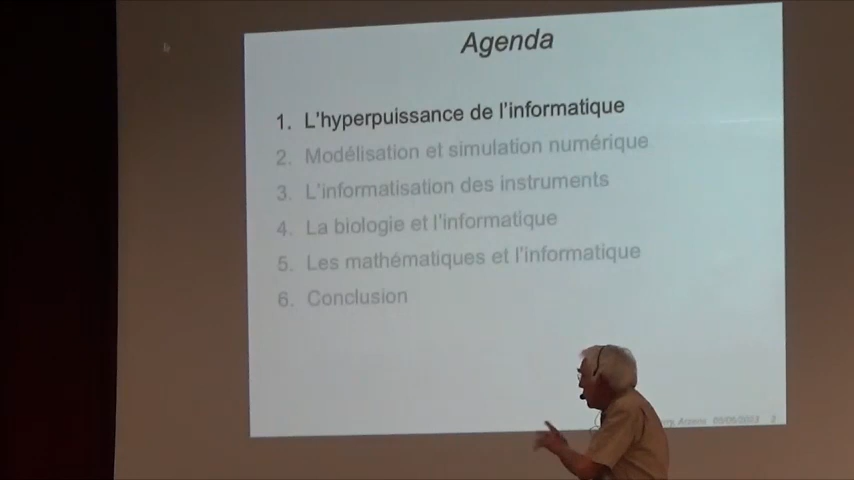 Agenda
1. L'hyperpuissance de l'informatique
2. Modélisation et simulation numérique
3. L'informatisation des instruments
4. La biologie et l'informatique
5. Les mathématiques et l'informatique
6. Conclusion
2